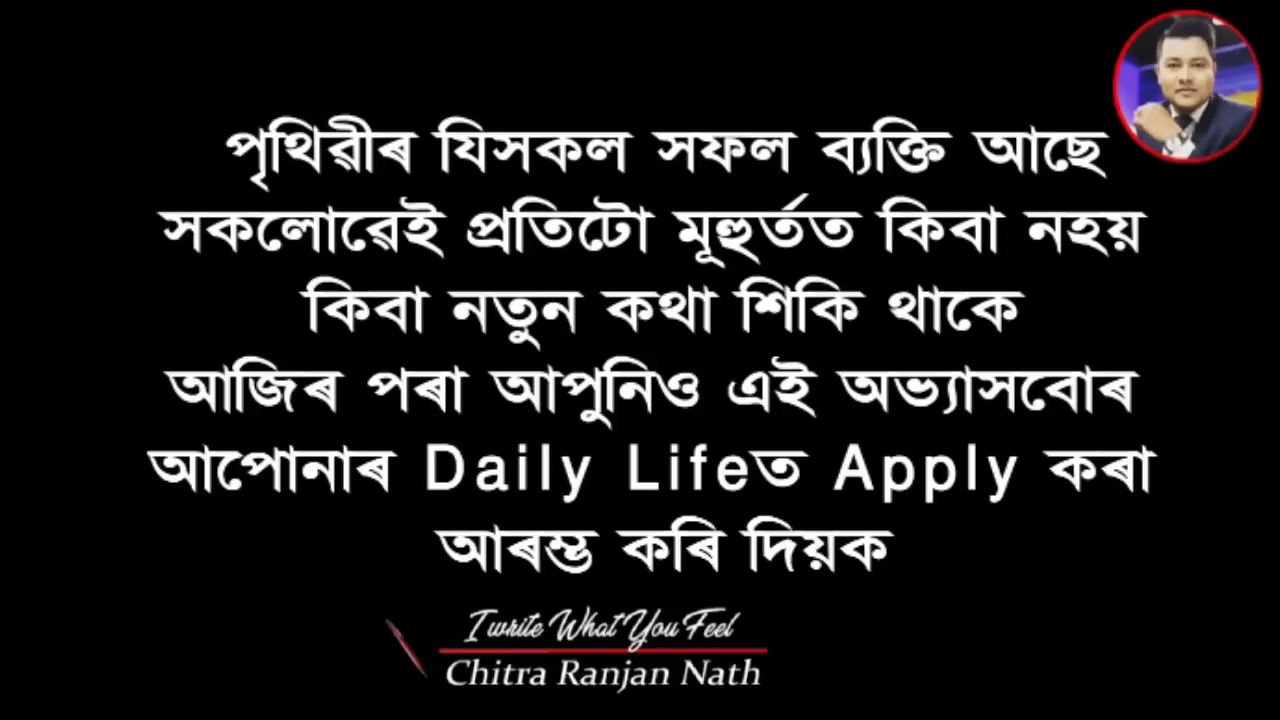 পৃথিৱীৰ যিসকল সফল ব্যক্তি আছে
সকলোৱেই প্ৰতিটো মূহুৰ্তত কিবা নহয়
কিবা নতুন কথা শিকি থাকে
আজিৰ পৰা আপুনিও এই অভ্যাসবোৰ
আপোনাৰ Daily Lifeত Apply কৰা
আৰম্ভ কৰি দিয়ক
I write What You Feel
Chitra Ranjan Nath